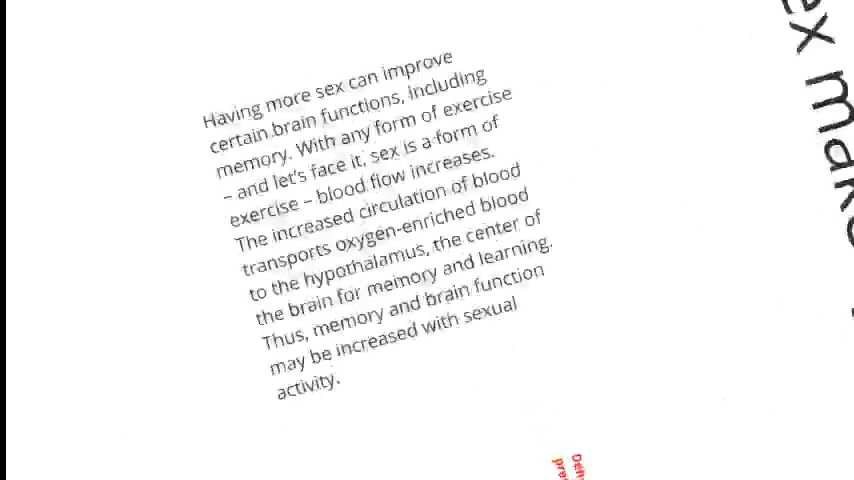 Having more sex can improve
certain brain functions, including
memory. With any form of exercise
– and let's face it, sex is a form of
exercise – blood flow increases.
The increased circulation of blood
transports oxygen-enriched blood
to the hypothalamus, the center of
the brain for memory and learning.
Thus, memory and brain function
may be increased with sexual
activity.